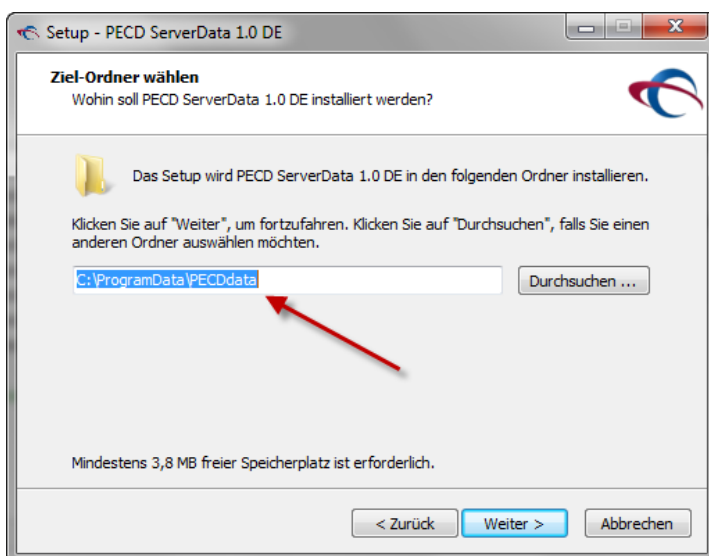 Setup - PECD ServerData 1.0 DE
Ziel-Ordner wählen
Wohin soll PECD ServerData 1.0 DE installiert werden?
Das Setup wird PECD ServerData 1.0 DE in den folgenden Ordner installieren.
Klicken Sie auf "Weiter", um fortzufahren. Klicken Sie auf "Durchsuchen", falls Sie einen
anderen Ordner auswählen möchten.
C:\ProgramData\PECDdata
Durchsuchen ...
Mindestens 3,8 MB freier Speicherplatz ist erforderlich.
< Zurück
Weiter >
Abbrechen